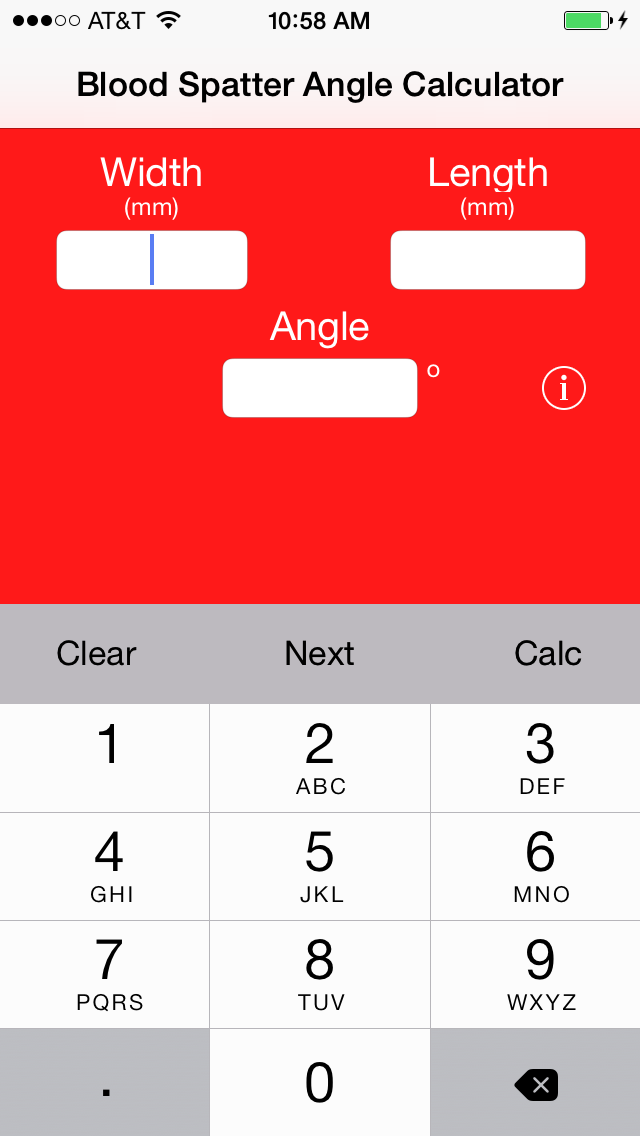 AT&T 10:58 AM
Blood Spatter Angle Calculator
Width Length
(mm) (mm)
Angle
o
i
Clear Next Calc
1 2 3
ABC DEF
4 5 6
GHI JKL MNO
7 8 9
PQRS TUV WXYZ
. 0